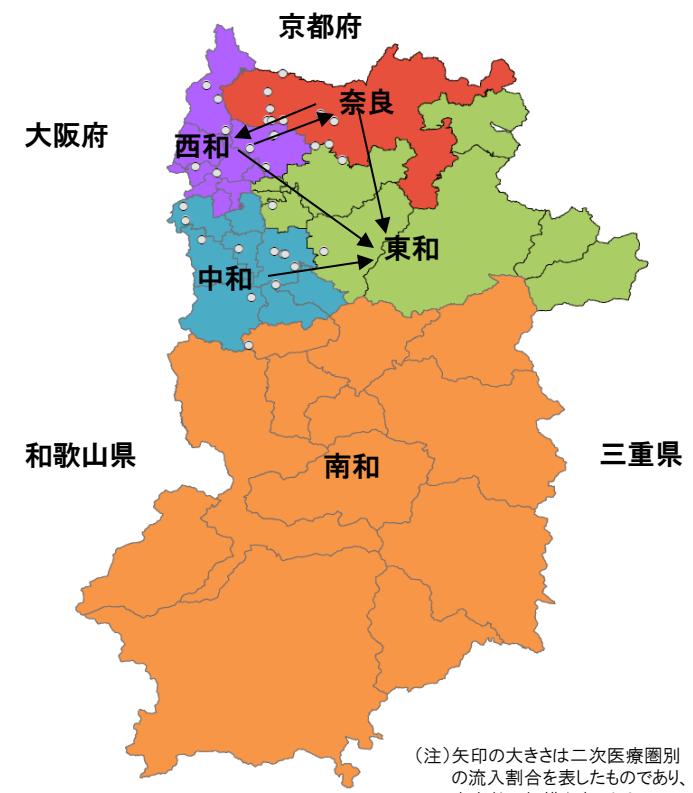 京都府
奈良
大阪府
西和
東和
中和
和歌山県
南和
三重県
(注)矢印の大きさは二次医療圏別
の流入割合を表したものであり、